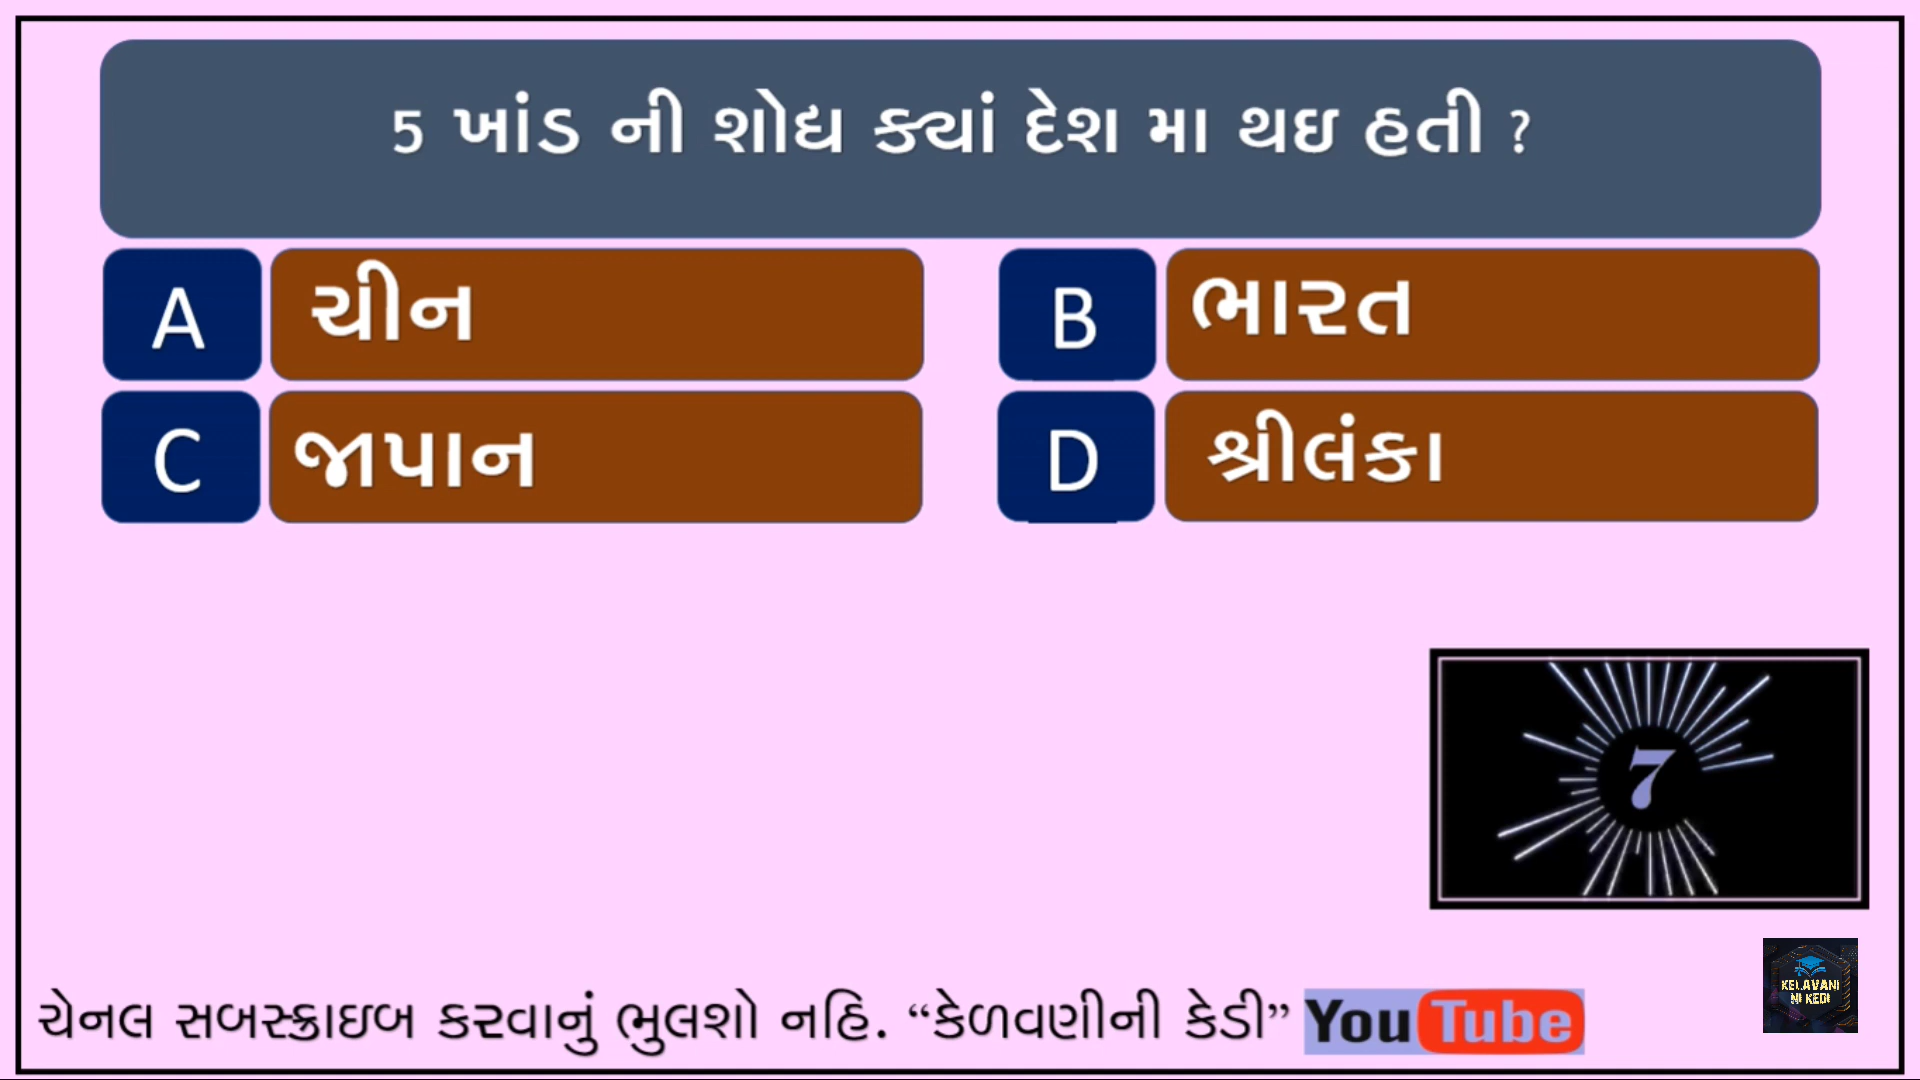 5 ખાંડ ની શોધ ક્યાં દેશ મા થઇ હતી ?
A ચીન
B ભારત
C જાપાન
D શ્રીલંકા
7
KELAVANI
NI KEDI
ચેનલ સબસ્ક્રાઇબ કરવાનું ભુલશો નહિ. “કેળવણીની કેડી” YouTube